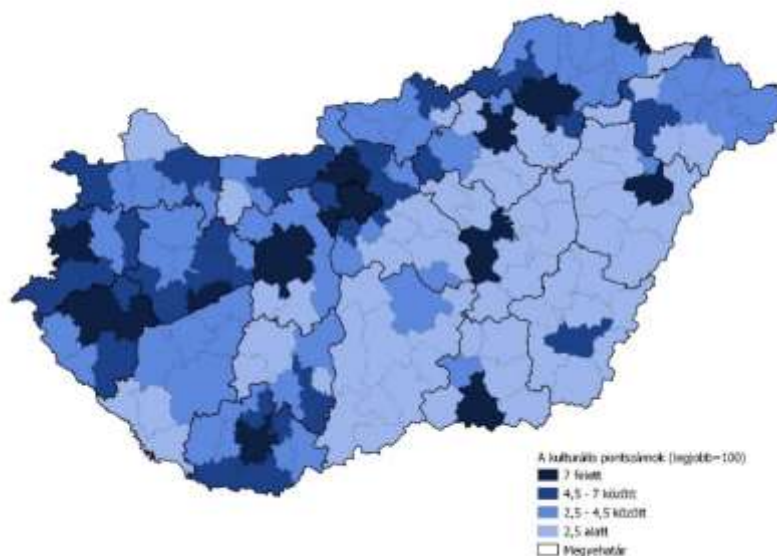 A kulturális pontszámok (legjobb=100)
7 felett
4,5 - 7 között
2,5 - 4,5 között
2,5 alatt
Megyehatár